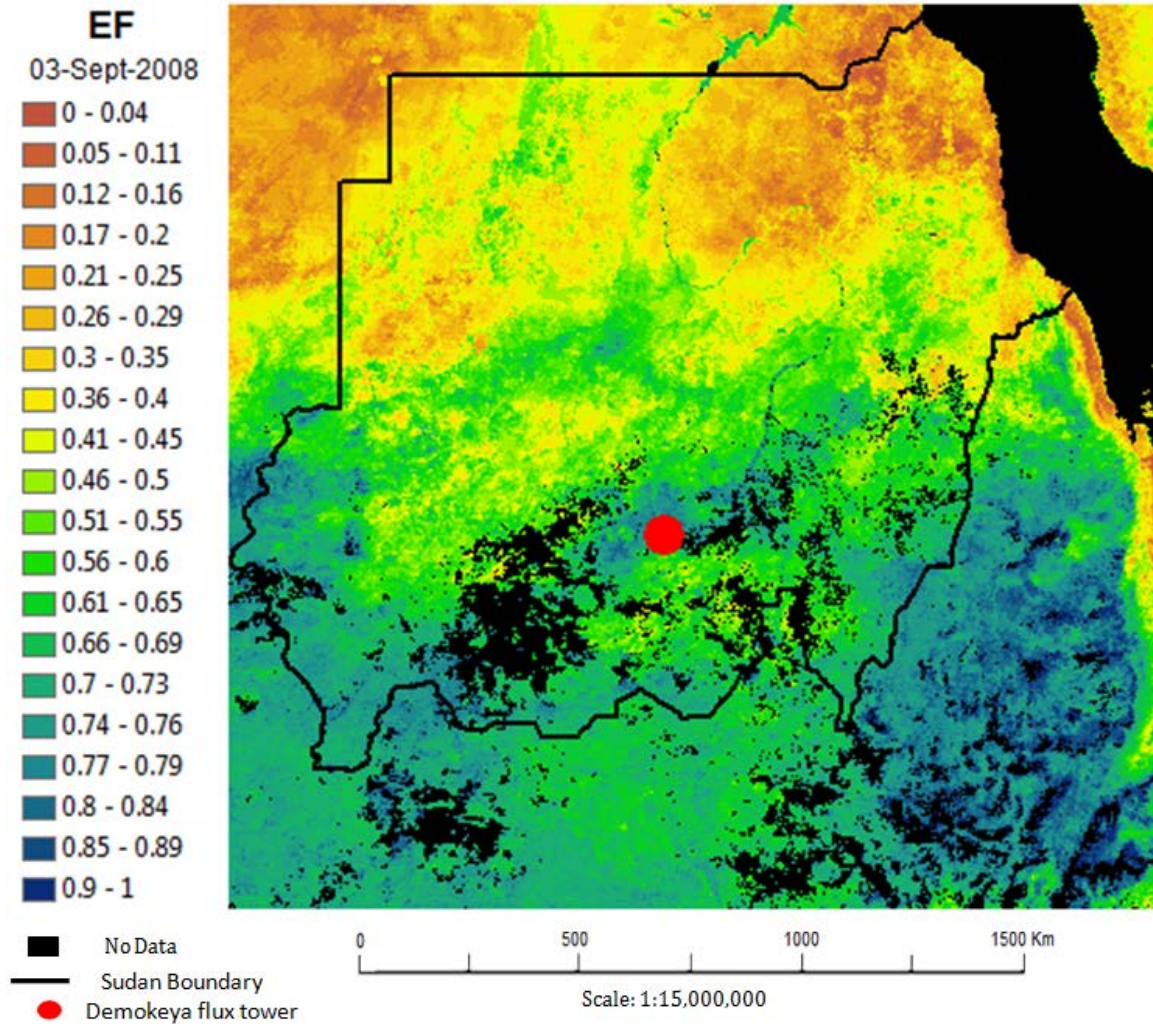 EF
03-Sept-2008
0 - 0.04
0.05 - 0.11
0.12 - 0.16
0.17 - 0.2
0.21 - 0.25
0.26 - 0.29
0.3 - 0.35
0.36 - 0.4
0.41 - 0.45
0.46 - 0.5
0.51 - 0.55
0.56 - 0.6
0.61 - 0.65
0.66 - 0.69
0.7 - 0.73
0.74 - 0.76
0.77 - 0.79
0.8 - 0.84
0.85 - 0.89
0.9 - 1
No Data
Sudan Boundary
Demokeya flux tower
0 500 1000 1500 Km
Scale: 1:15,000,000